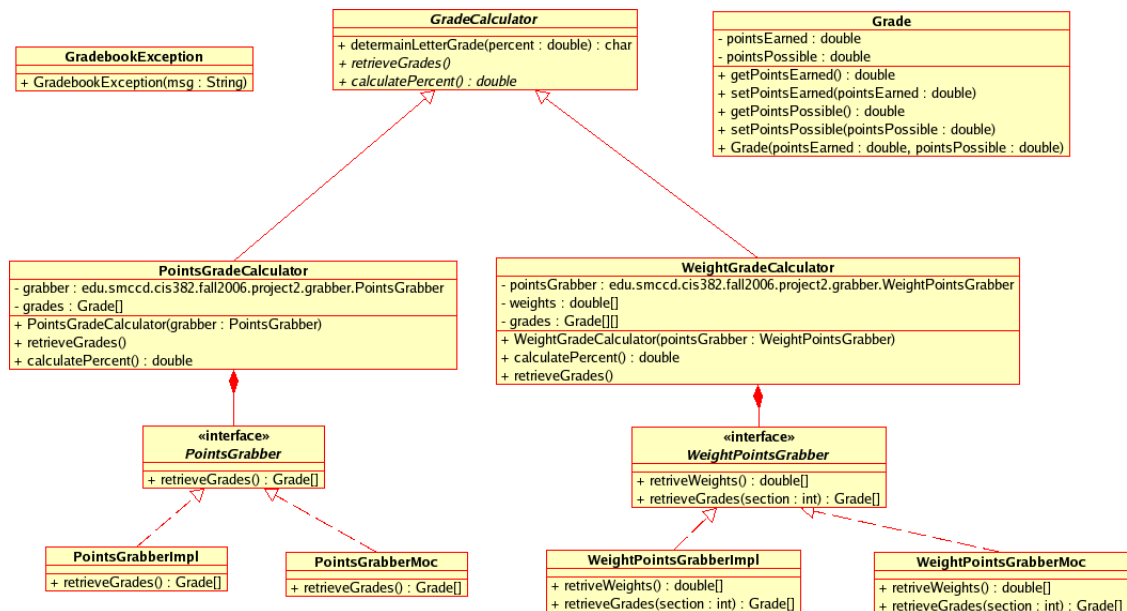 GradebookException
+ GradebookException(msg : String)
GradeCalculator
+ determainLetterGrade(percent : double) : char
+ retrieveGrades()
+ calculatePercent() : double
Grade
- pointsEarned : double
- pointsPossible : double
+ getPointsEarned() : double
+ setPointsEarned(pointsEarned : double)
+ getPointsPossible() : double
+ setPointsPossible(pointsPossible : double)
+ Grade(pointsEarned : double, pointsPossible : double)
PointsGradeCalculator
- grabber : edu.smccd.cis382.fall2006.project2.grabber.PointsGrabber
- grades : Grade[]
+ PointsGradeCalculator(grabber : PointsGrabber)
+ retrieveGrades()
+ calculatePercent() : double
WeightGradeCalculator
- pointsGrabber : edu.smccd.cis382.fall2006.project2.grabber.WeightPointsGrabber
- weights : double[]
- grades : Grade[][]
+ WeightGradeCalculator(pointsGrabber : WeightPointsGrabber)
+ calculatePercent() : double
+ retrieveGrades()
«interface»
PointsGrabber
+ retrieveGrades() : Grade[]
«interface»
WeightPointsGrabber
+ retriveWeights() : double[]
+ retrieveGrades(section : int) : Grade[]
PointsGrabberImpl
+ retrieveGrades() : Grade[]
PointsGrabberMoc
+ retrieveGrades() : Grade[]
WeightPointsGrabberImpl
+ retriveWeights() : double[]
+ retrieveGrades(section : int) : Grade[]
WeightPointsGrabberMoc
+ retriveWeights() : double[]
+ retrieveGrades(section : int) : Grade[]